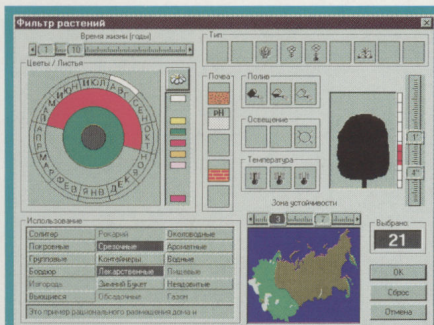 Фильтр растений
Время жизни (годы)
1 10
Тип
Цветы / Листья
ИЮЛ АВГ СЕН ОКТ НО ДЕК ЯНВ ФЕВ МАР АПР МАЙ ИЮН
Почва
pH
Полив
Освещение
Температура
1"
4"
Зона устойчивости
3 7
Использование
Солитер Рокарий Околоводные
Покровные Срезочные Ароматные
Групповые Контейнеры Водные
Бордюр Лекарственные Пищевые
Изгородь Зимний Букет Неядовитые
Вьющиеся Обсадочные Газон
Это пример рационального размещения дома и
Выбрано
21
OK
Сброс
Отмена